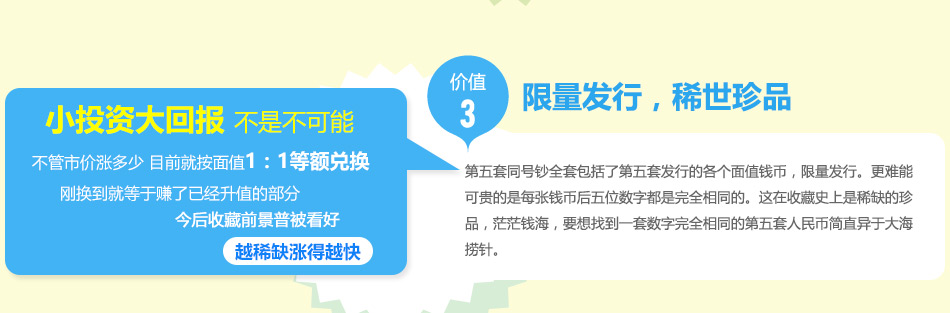 小投资大回报 不是不可能
不管市价涨多少 目前就按面值1：1等额兑换
刚换到就等于赚了已经升值的部分
今后收藏前景普被看好
越稀缺涨得越快
价值
3
限量发行，稀世珍品
第五套同号钞全套包括了第五套发行的各个面值钱币，限量发行。更难能
可贵的是每张钱币后五位数字都是完全相同的。这在收藏史上是稀缺的珍
品，茫茫钱海，要想找到一套数字完全相同的第五套人民币简直异于大海
捞针。